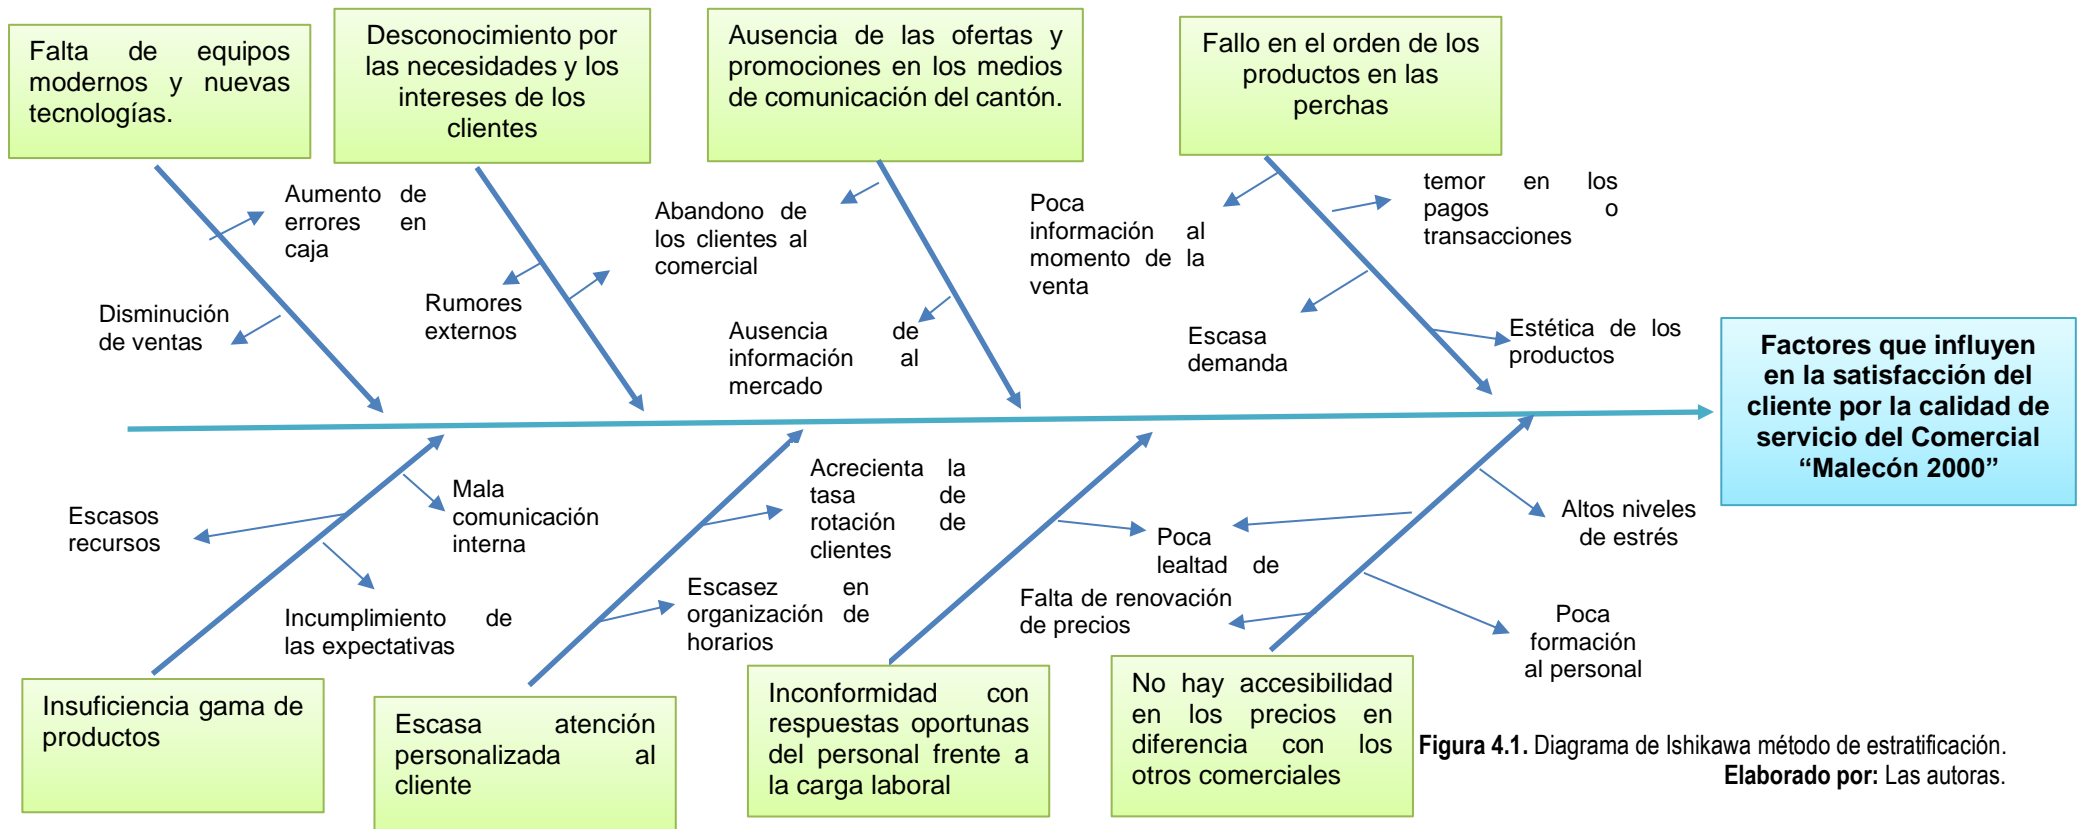 Falta de equipos
modernos y nuevas
tecnologías.
Desconocimiento por
las necesidades y los
intereses de los
clientes
Ausencia de las ofertas y
promociones en los medios
de comunicación del cantón.
Fallo en el orden de los
productos en las
perchas
Aumento de
errores en
caja
Disminución
de ventas
Rumores
externos
Abandono de
los clientes al
comercial
Ausencia de
información al
mercado
Poca
información al
momento de la
venta
temor en los
pagos o
transacciones
Escasa
demanda
Estética de los
productos
Factores que influyen
en la satisfacción del
cliente por la calidad de
servicio del Comercial
“Malecón 2000”
Escasos
recursos
Mala
comunicación
interna
Incumplimiento de
las expectativas
Acrecienta la
tasa de
rotación de
clientes
Escasez en
organización de
horarios
Poca
lealtad de
Falta de renovación
de precios
Altos niveles
de estrés
Poca
formación
al personal
Insuficiencia gama de
productos
Escasa atención
personalizada al
cliente
Inconformidad con
respuestas oportunas
del personal frente a
la carga laboral
No hay accesibilidad
en los precios en
diferencia con los
otros comerciales
Figura 4.1. Diagrama de Ishikawa método de estratificación.
Elaborado por: Las autoras.